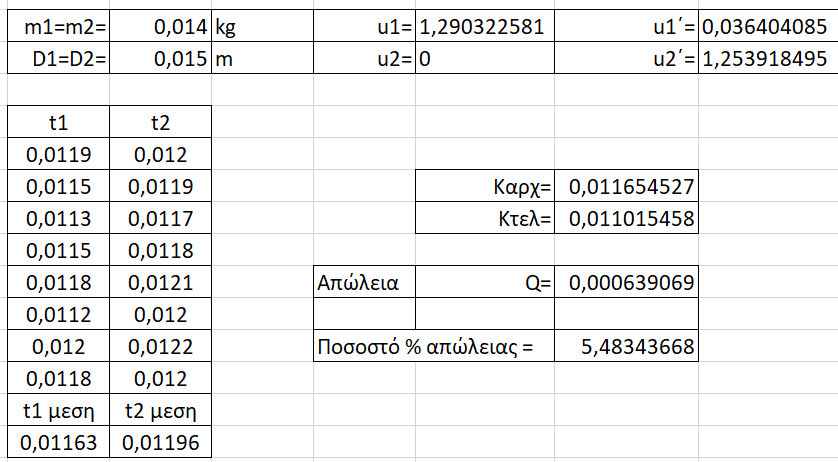 m1=m2= 0,014 kg u1= 1,290322581 u1΄= 0,036404085
D1=D2= 0,015 m u2= 0 u2΄= 1,253918495
t1 t2
0,0119 0,012
0,0115 0,0119 Καρχ= 0,011654527
0,0113 0,0117 Κτελ= 0,011015458
0,0115 0,0118
0,0118 0,0121 Απώλεια Q= 0,000639069
0,0112 0,012
0,012 0,0122 Ποσοστό % απώλειας = 5,48343668
0,0118 0,012
t1 μεση t2 μεση
0,01163 0,01196